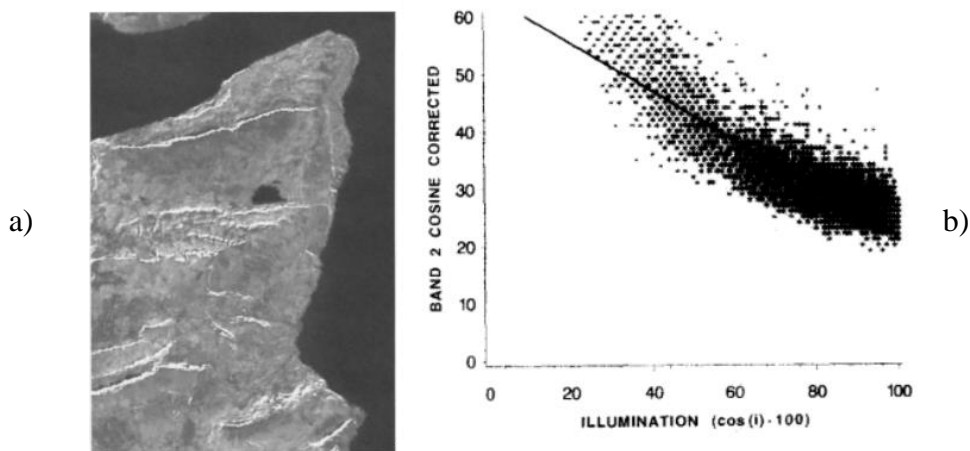 a)
b)
BAND 2 COSINE CORRECTED
60
50
40
30
20
10
0
0 20 40 60 80 100
ILLUMINATION (cos(i)·100)